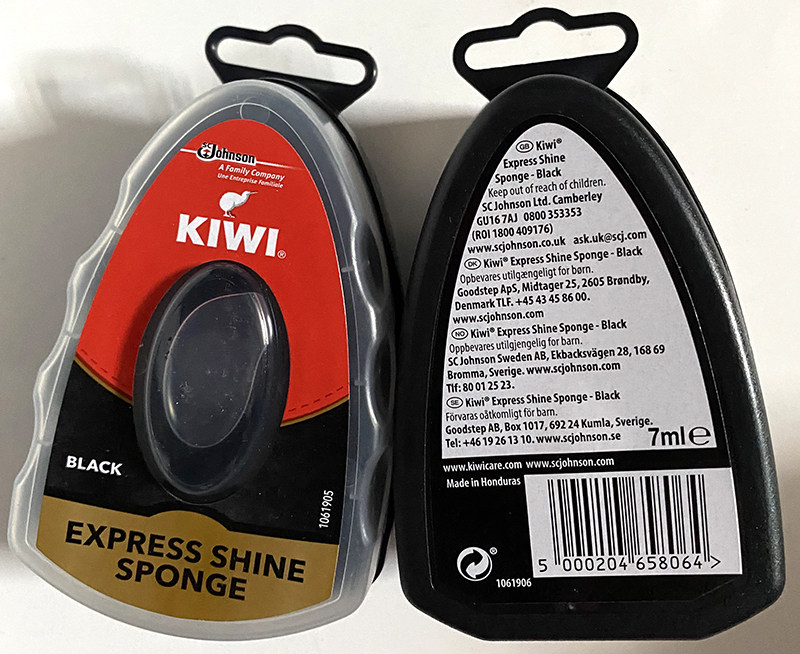 SC Johnson
A Family Company
Une Entreprise Familiale
KIWI®
BLACK
1061905
EXPRESS SHINE
SPONGE
GB Kiwi®
Express Shine
Sponge - Black
Keep out of reach of children.
SC Johnson Ltd. Camberley
GU16 7AJ 0800 353353
(ROI 1800 409176)
www.scjohnson.co.uk ask.uk@scj.com
DK Kiwi® Express Shine Sponge - Black
Opbevares utilgængeligt for børn.
Goodstep ApS, Midtager 25, 2605 Brøndby,
Denmark TLF. +45 43 45 86 00.
www.scjohnson.com
NO Kiwi® Express Shine Sponge - Black
Oppbevares utilgjengelig for barn.
SC Johnson Sweden AB, Ekbacksvägen 28, 168 69
Bromma, Sverige. www.scjohnson.com
Tlf: 80 01 25 23.
SE Kiwi® Express Shine Sponge - Black
Förvaras oåtkomligt för barn.
Goodstep AB, Box 1017, 692 24 Kumla, Sverige.
Tel: +46 19 26 13 10. www.scjohnson.se
7ml e
www.kiwicare.com www.scjohnson.com
Made in Honduras
®
1061906
5 000204 658064 >